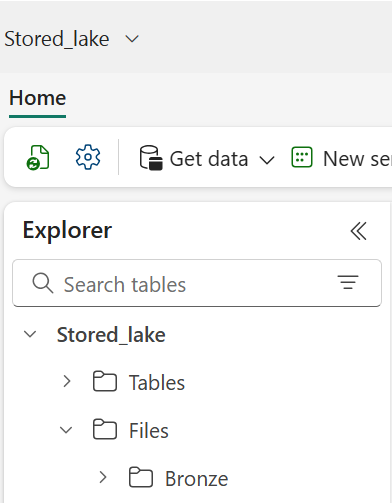 Stored_lake
Home
Get data
New se
Explorer
Search tables
Stored_lake
Tables
Files
Bronze